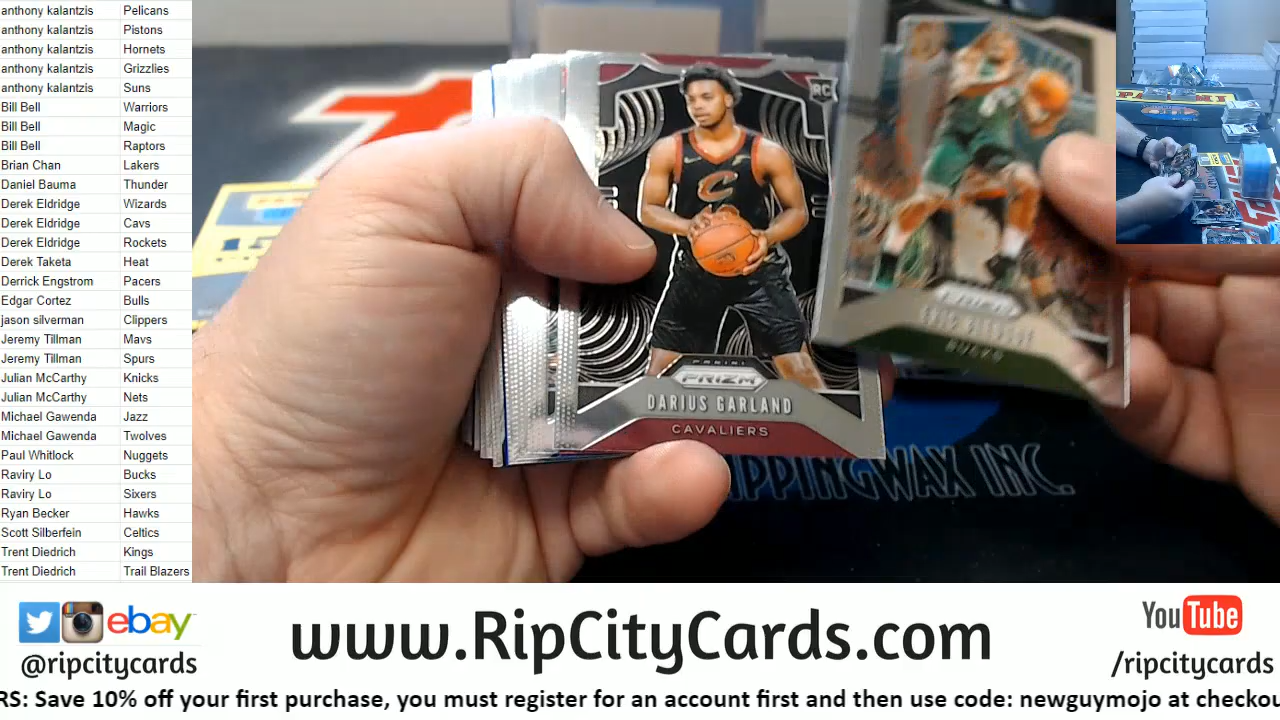 anthony kalantzis Pelicans
anthony kalantzis Pistons
anthony kalantzis Hornets
anthony kalantzis Grizzlies
anthony kalantzis Suns
Bill Bell Warriors
Bill Bell Magic
Bill Bell Raptors
Brian Chan Lakers
Daniel Bauma Thunder
Derek Eldridge Wizards
Derek Eldridge Cavs
Derek Eldridge Rockets
Derek Taketa Heat
Derrick Engstrom Pacers
Edgar Cortez Bulls
jason silverman Clippers
Jeremy Tillman Mavs
Jeremy Tillman Spurs
Julian McCarthy Knicks
Julian McCarthy Nets
Michael Gawenda Jazz
Michael Gawenda Twolves
Paul Whitlock Nuggets
Raviry Lo Bucks
Raviry Lo Sixers
Ryan Becker Hawks
Scott Silberfein Celtics
Trent Diedrich Kings
Trent Diedrich Trail Blazers
RC
C
PANINI
PRIZM
DARIUS GARLAND
CAVALIERS
PRIZM
BUCKS
IPPINGWAX INC.
ebay
@ripcitycards
www.RipCityCards.com
YouTube
/ripcitycards
RS: Save 10% off your first purchase, you must register for an account first and then use code: newguymojo at checkou